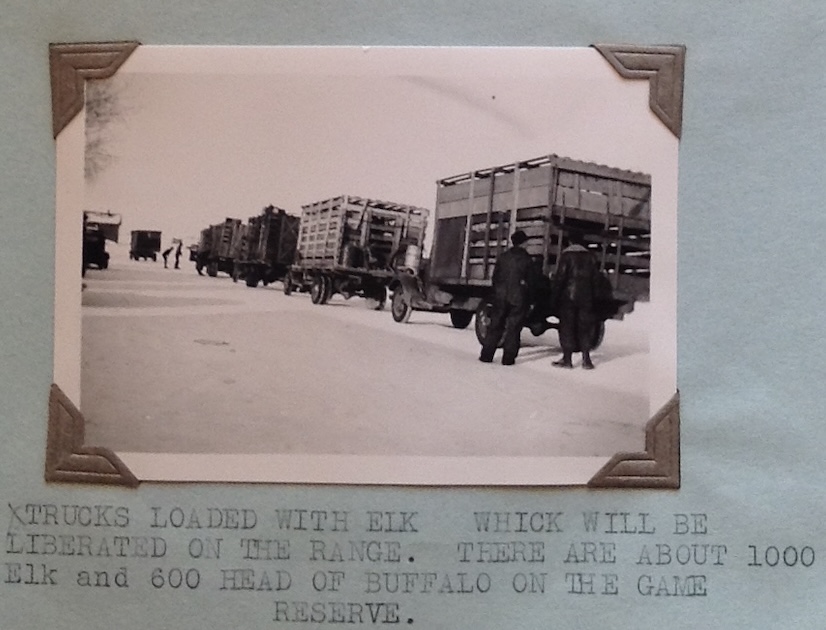 XTRUCKS LOADED WITH ElK WHICK WILL BE
LIBERATED ON THE RANGE. THERE ARE ABOUT 1000
Elk and 600 HEAD OF BUFFALO ON THE GAME
RESERVE.